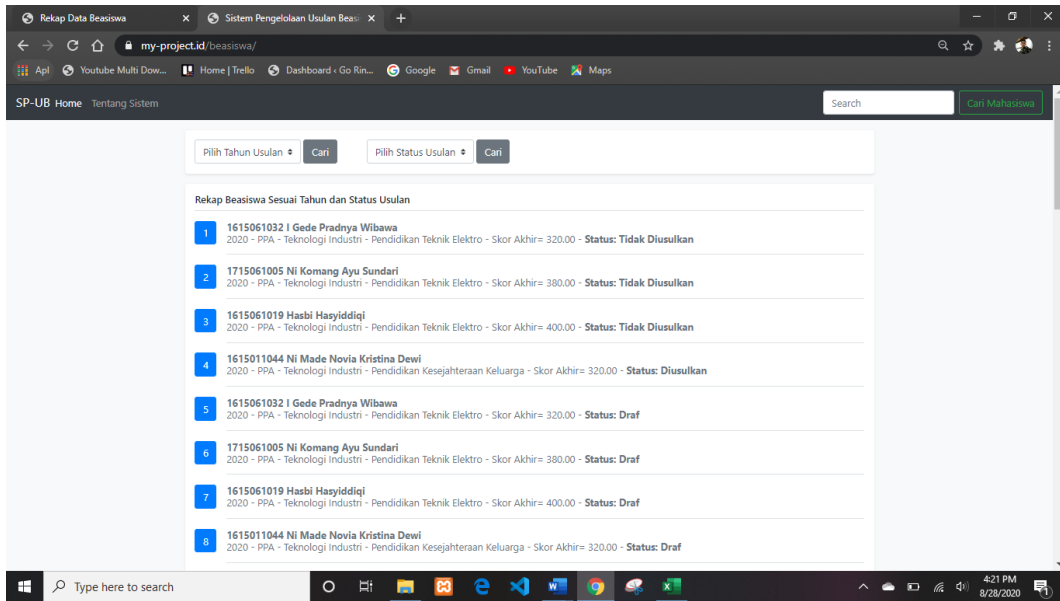 Rekap Data Beasiswa
Sistem Pengelolaan Usulan Beasi
my-project.id/beasiswa/
Apl Youtube Multi Dow... Home | Trello Dashboard ‹ Go Rin... Google Gmail YouTube Maps
SP-UB Home Tentang Sistem Search Cari Mahasiswa
Pilih Tahun Usulan Cari Pilih Status Usulan Cari
Rekap Beasiswa Sesuai Tahun dan Status Usulan
1 1615061032 I Gede Pradnya Wibawa
2020 - PPA - Teknologi Industri - Pendidikan Teknik Elektro - Skor Akhir= 320.00 - Status: Tidak Diusulkan
2 1715061005 Ni Komang Ayu Sundari
2020 - PPA - Teknologi Industri - Pendidikan Teknik Elektro - Skor Akhir= 380.00 - Status: Tidak Diusulkan
3 1615061019 Hasbi Hasyiddiqi
2020 - PPA - Teknologi Industri - Pendidikan Teknik Elektro - Skor Akhir= 400.00 - Status: Tidak Diusulkan
4 1615011044 Ni Made Novia Kristina Dewi
2020 - PPA - Teknologi Industri - Pendidikan Kesejahteraan Keluarga - Skor Akhir= 320.00 - Status: Diusulkan
5 1615061032 I Gede Pradnya Wibawa
2020 - PPA - Teknologi Industri - Pendidikan Teknik Elektro - Skor Akhir= 320.00 - Status: Draf
6 1715061005 Ni Komang Ayu Sundari
2020 - PPA - Teknologi Industri - Pendidikan Teknik Elektro - Skor Akhir= 380.00 - Status: Draf
7 1615061019 Hasbi Hasyiddiqi
2020 - PPA - Teknologi Industri - Pendidikan Teknik Elektro - Skor Akhir= 400.00 - Status: Draf
8 1615011044 Ni Made Novia Kristina Dewi
2020 - PPA - Teknologi Industri - Pendidikan Kesejahteraan Keluarga - Skor Akhir= 320.00 - Status: Draf
Type here to search
4:21 PM
8/28/2020